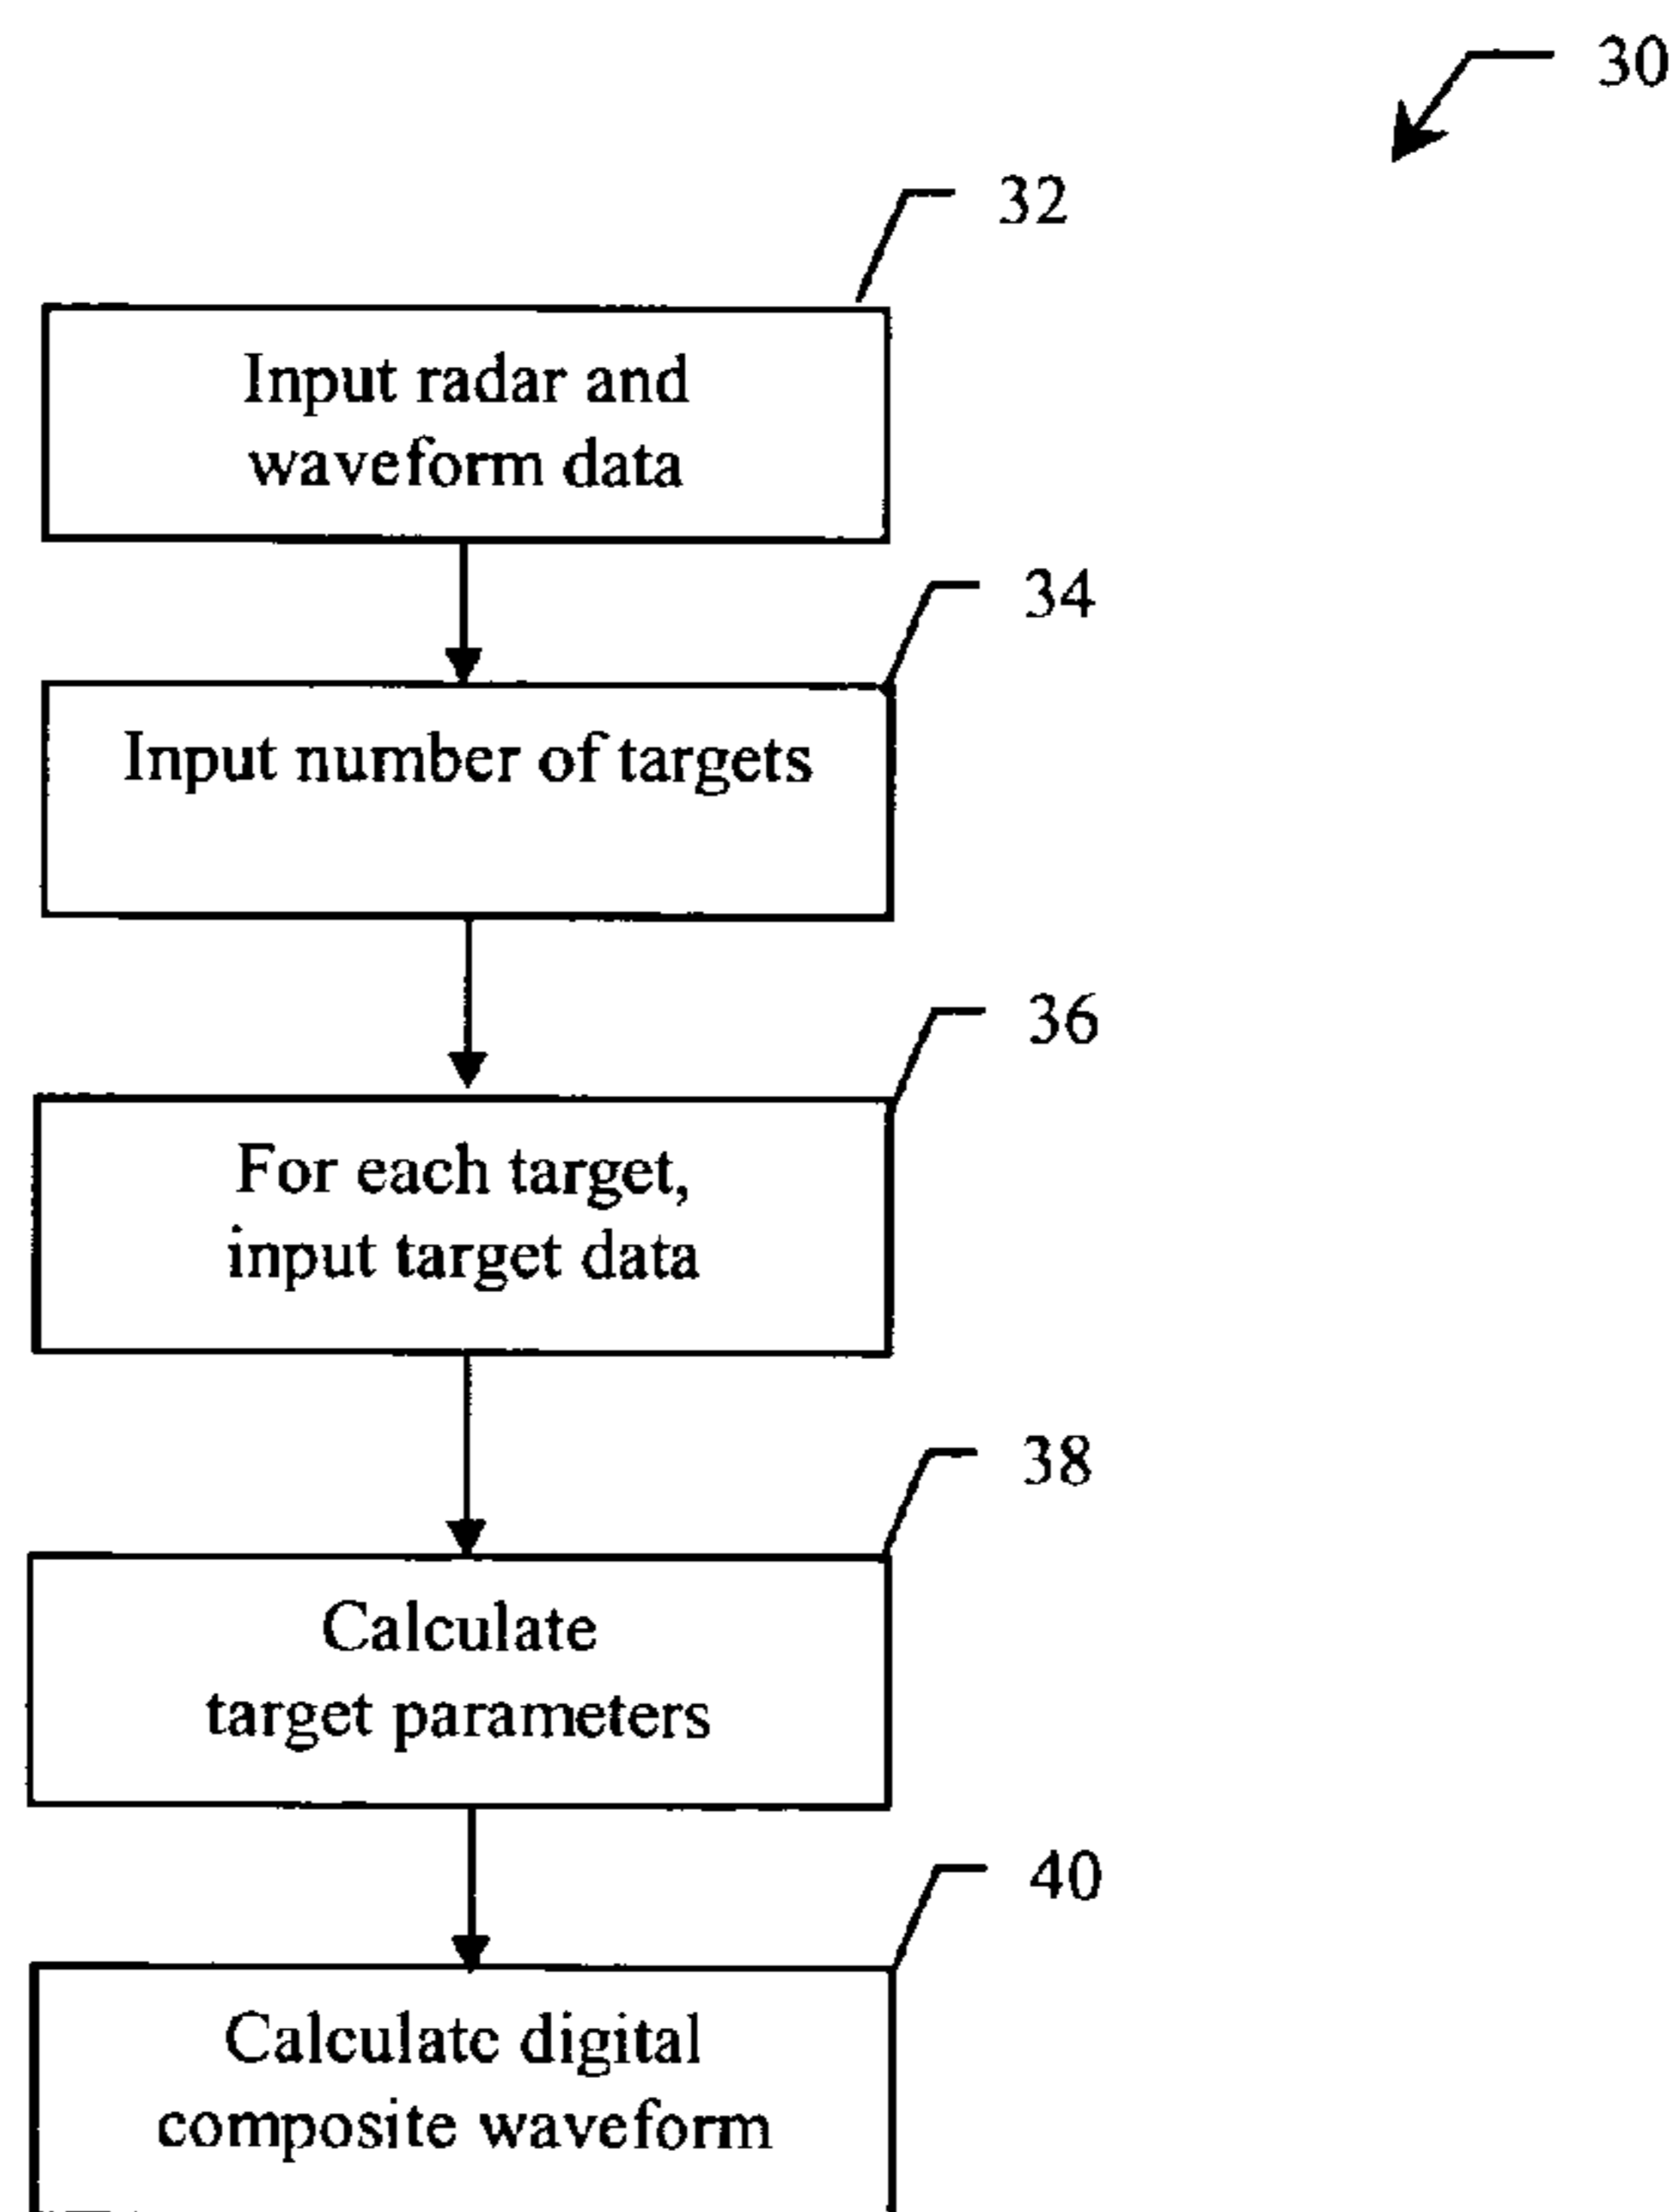 30
32
Input radar and
waveform data
34
Input number of targets
36
For each target,
input target data
38
Calculate
target parameters
40
Calculate digital
composite waveform